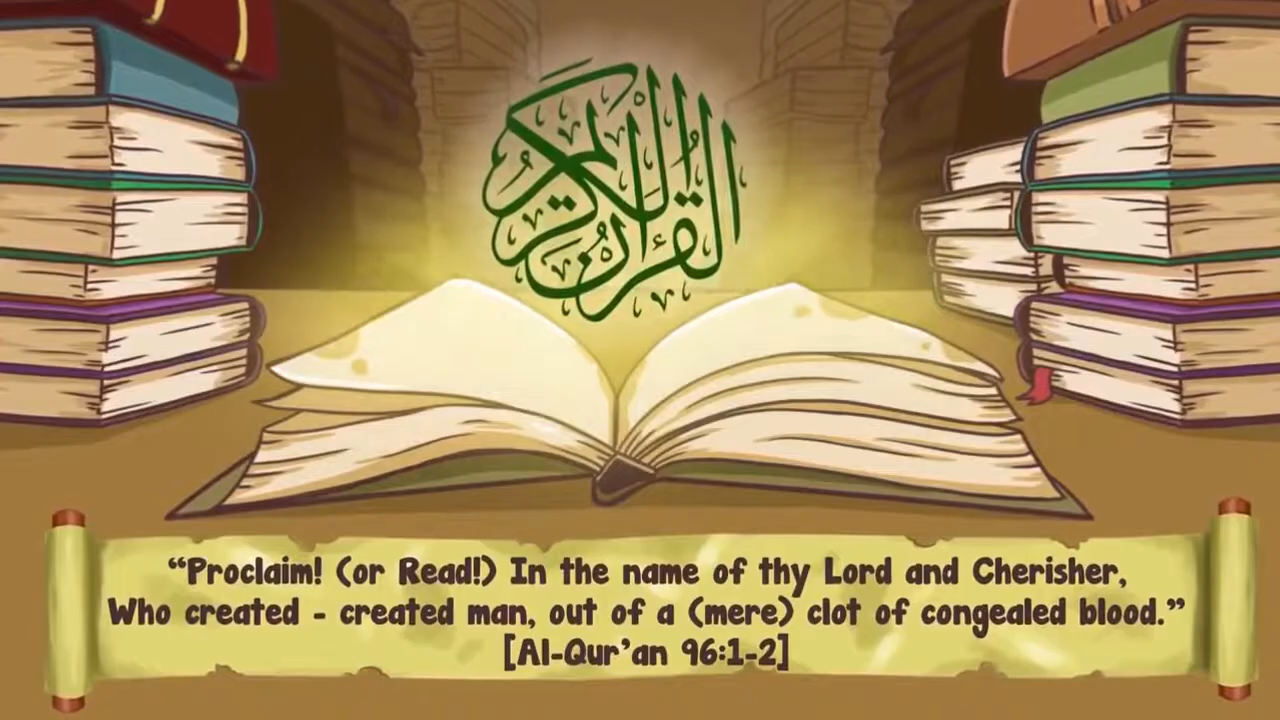 القرآن الكريم
“Proclaim! (or Read!) In the name of thy Lord and Cherisher,
Who created - created man, out of a (mere) clot of congealed blood.”
[Al-Qur’an 96:1-2]